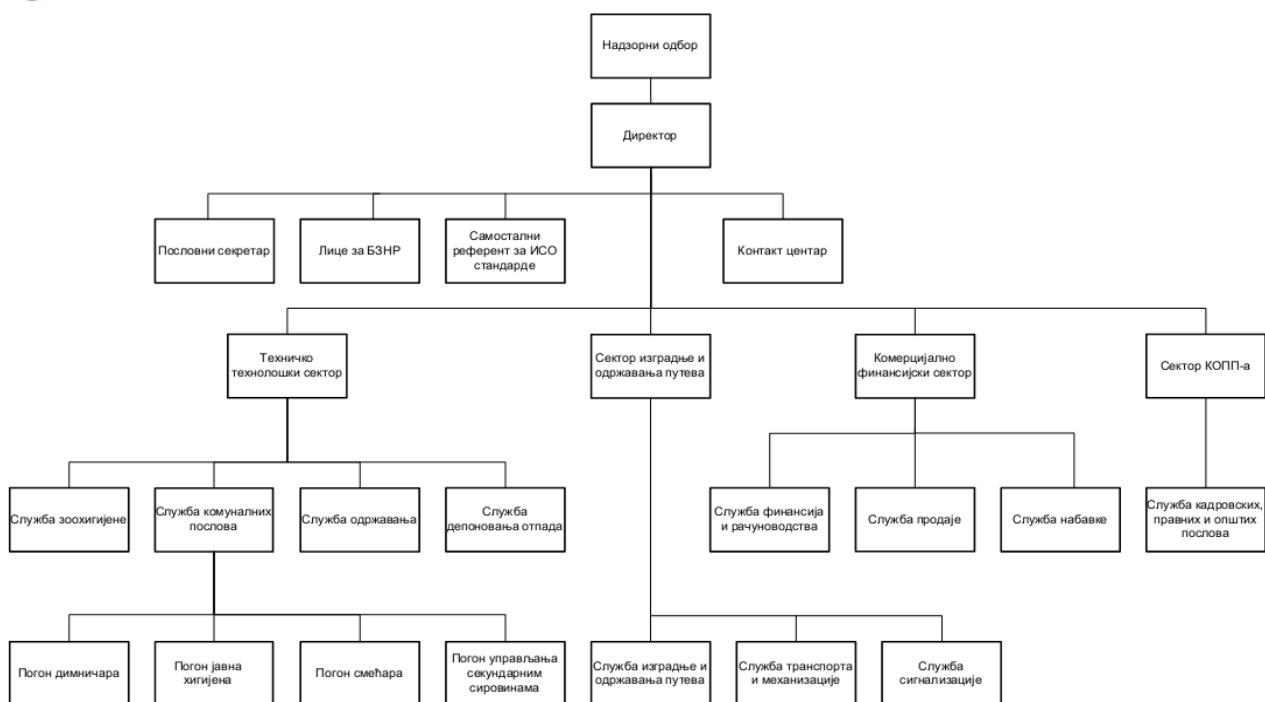 Надзорни одбор
Директор
Пословни секретар
Лице за БЗНР
Самостални
референт за ИСО
стандарде
Контакт центар
Техничко
технолошки сектор
Сектор изградње и
одржавања путева
Комерцијално
финансијски сектор
Сектор КОПП-а
Служба зоохигијене
Служба комуналних
послова
Служба одржавања
Служба
депоновања отпада
Служба финансија
и рачуноводства
Служба продаје
Служба набавке
Служба кадровских,
правних и општих
послова
Погон димничара
Погон јавна
хигијена
Погон смећара
Погон управљања
секундарним
сировинама
Служба изградње и
одржавања путева
Служба транспорта
и механизације
Служба
сигнализације